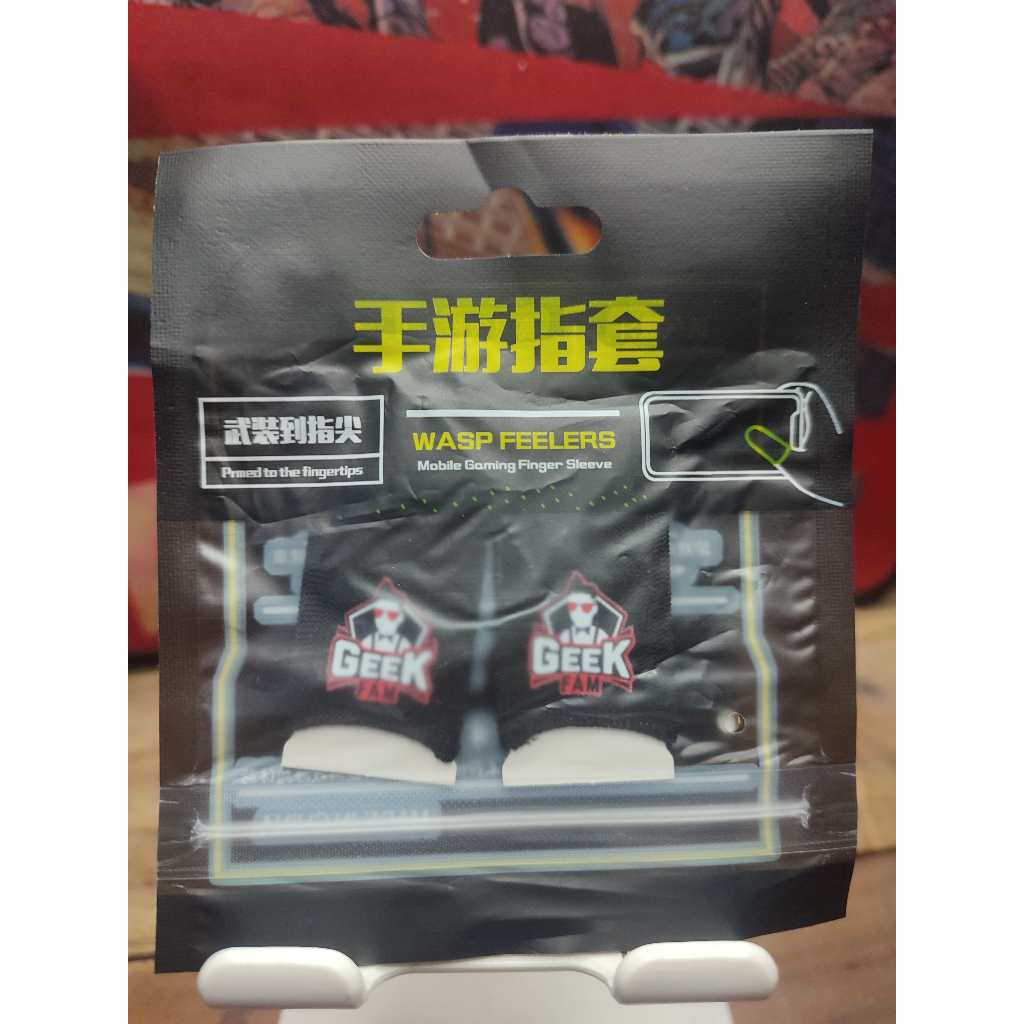 手游指套
武装到指尖
Prmed to the fingertips
WASP FEELERS
Mobile Gaming Finger Sleeve
GEEK
FAM
GEEK
FAM